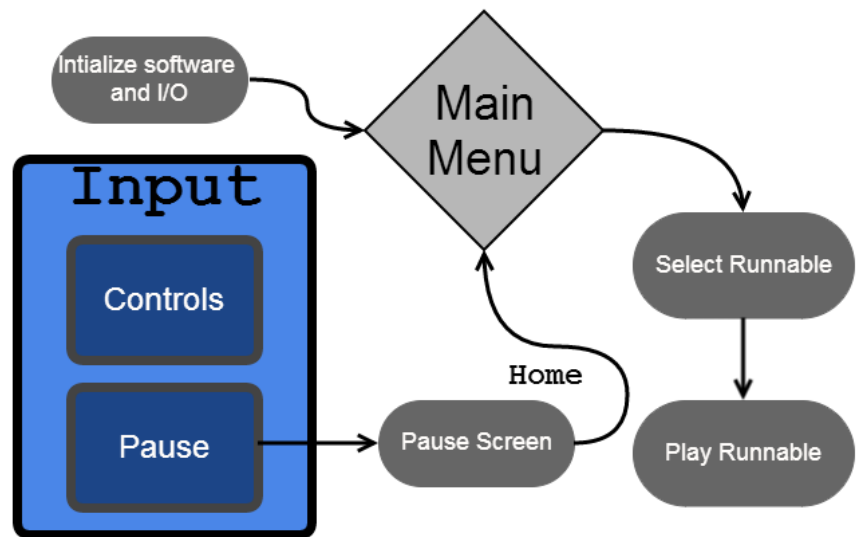 Intialize software
and I/O
Main
Menu
Input
Controls
Select Runnable
Home
Pause
Pause Screen
Play Runnable